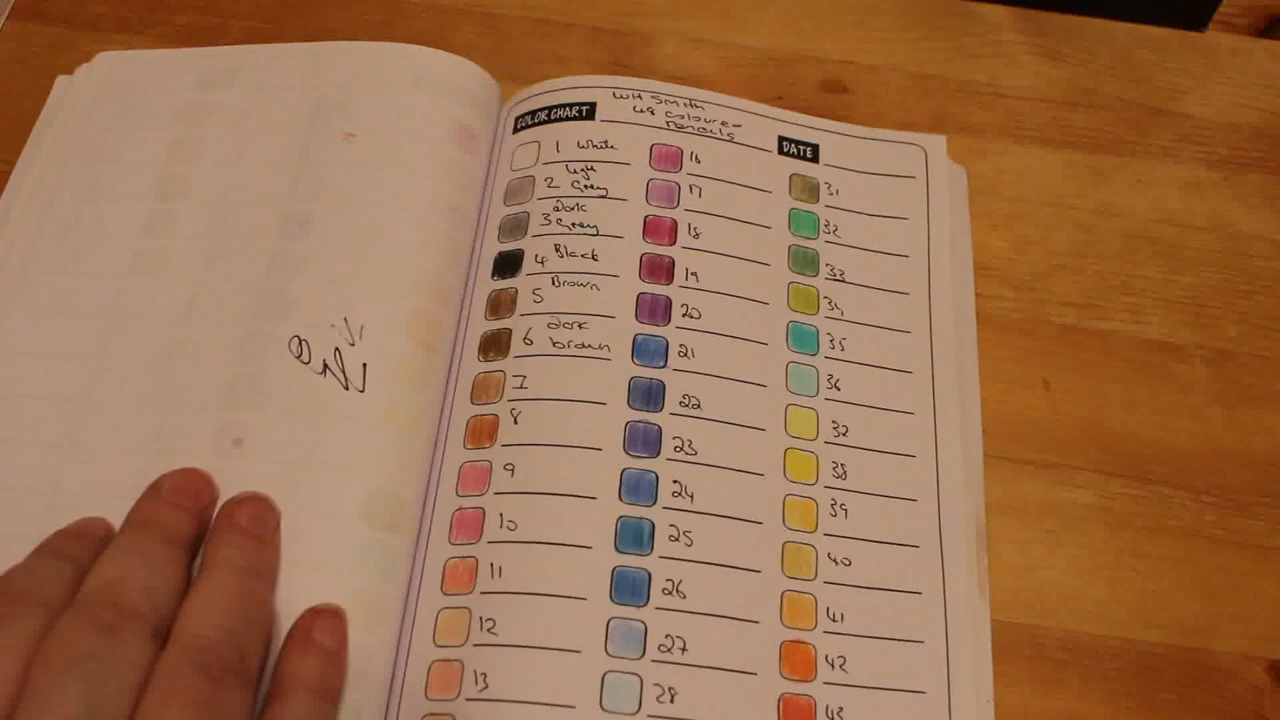 COLOR CHART
WH Smith
48 coloured
Pencils
DATE
1 White
2 Light
Grey
3 Dark
Grey
4 Black
5 Brown
6 dark
brown
7
8
9
10
11
12
13
16
17
18
19
20
21
22
23
24
25
26
27
28
31
32
33
34
35
36
37
38
39
40
41
42
43